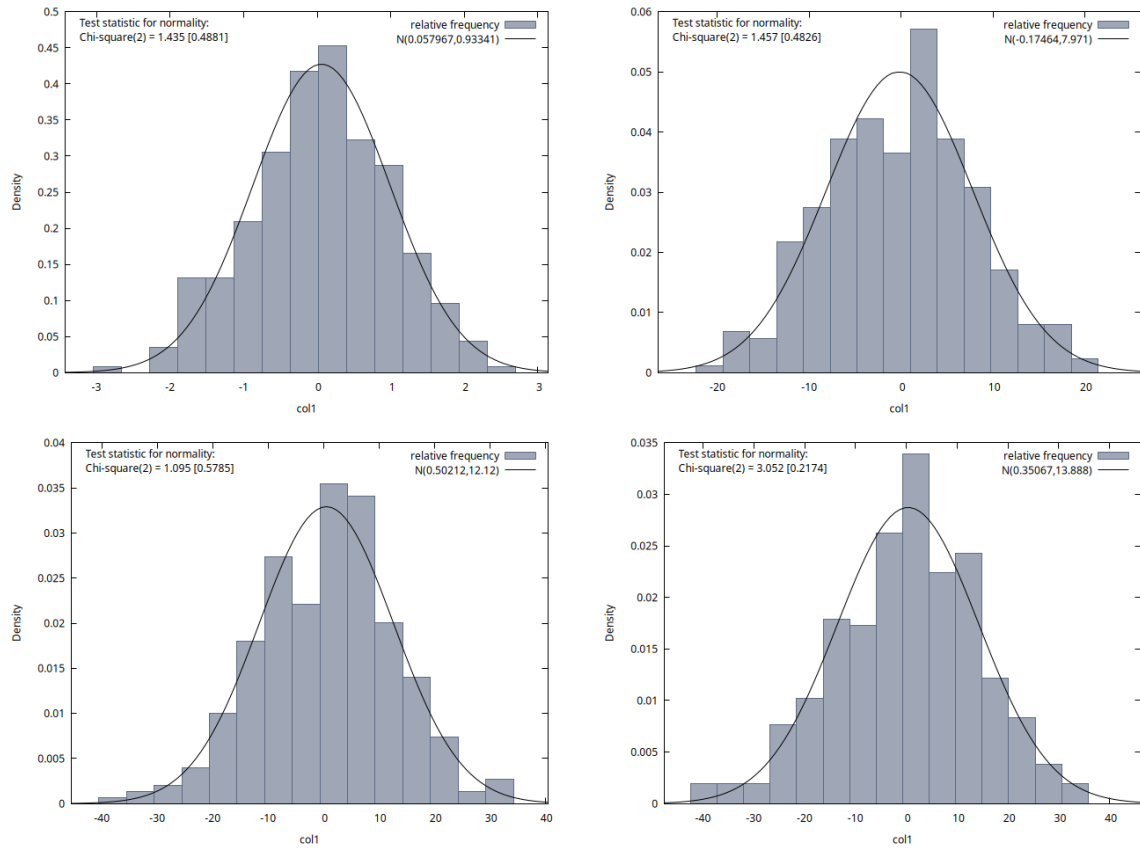 Test statistic for normality:
Chi-square(2) = 1.435 [0.4881]
relative frequency
N(0.057967,0.93341)
0.5
0.45
0.4
0.35
0.3
0.25
0.2
0.15
0.1
0.05
0
Density
-3 -2 -1 0 1 2 3
col1
Test statistic for normality:
Chi-square(2) = 1.457 [0.4826]
relative frequency
N(-0.17464,7.971)
0.06
0.05
0.04
0.03
0.02
0.01
0
Density
-20 -10 0 10 20
col1
Test statistic for normality:
Chi-square(2) = 1.095 [0.5785]
relative frequency
N(0.50212,12.12)
0.04
0.035
0.03
0.025
0.02
0.015
0.01
0.005
0
Density
-40 -30 -20 -10 0 10 20 30 40
col1
Test statistic for normality:
Chi-square(2) = 3.052 [0.2174]
relative frequency
N(0.35067,13.888)
0.035
0.03
0.025
0.02
0.015
0.01
0.005
0
Density
-40 -30 -20 -10 0 10 20 30 40
col1